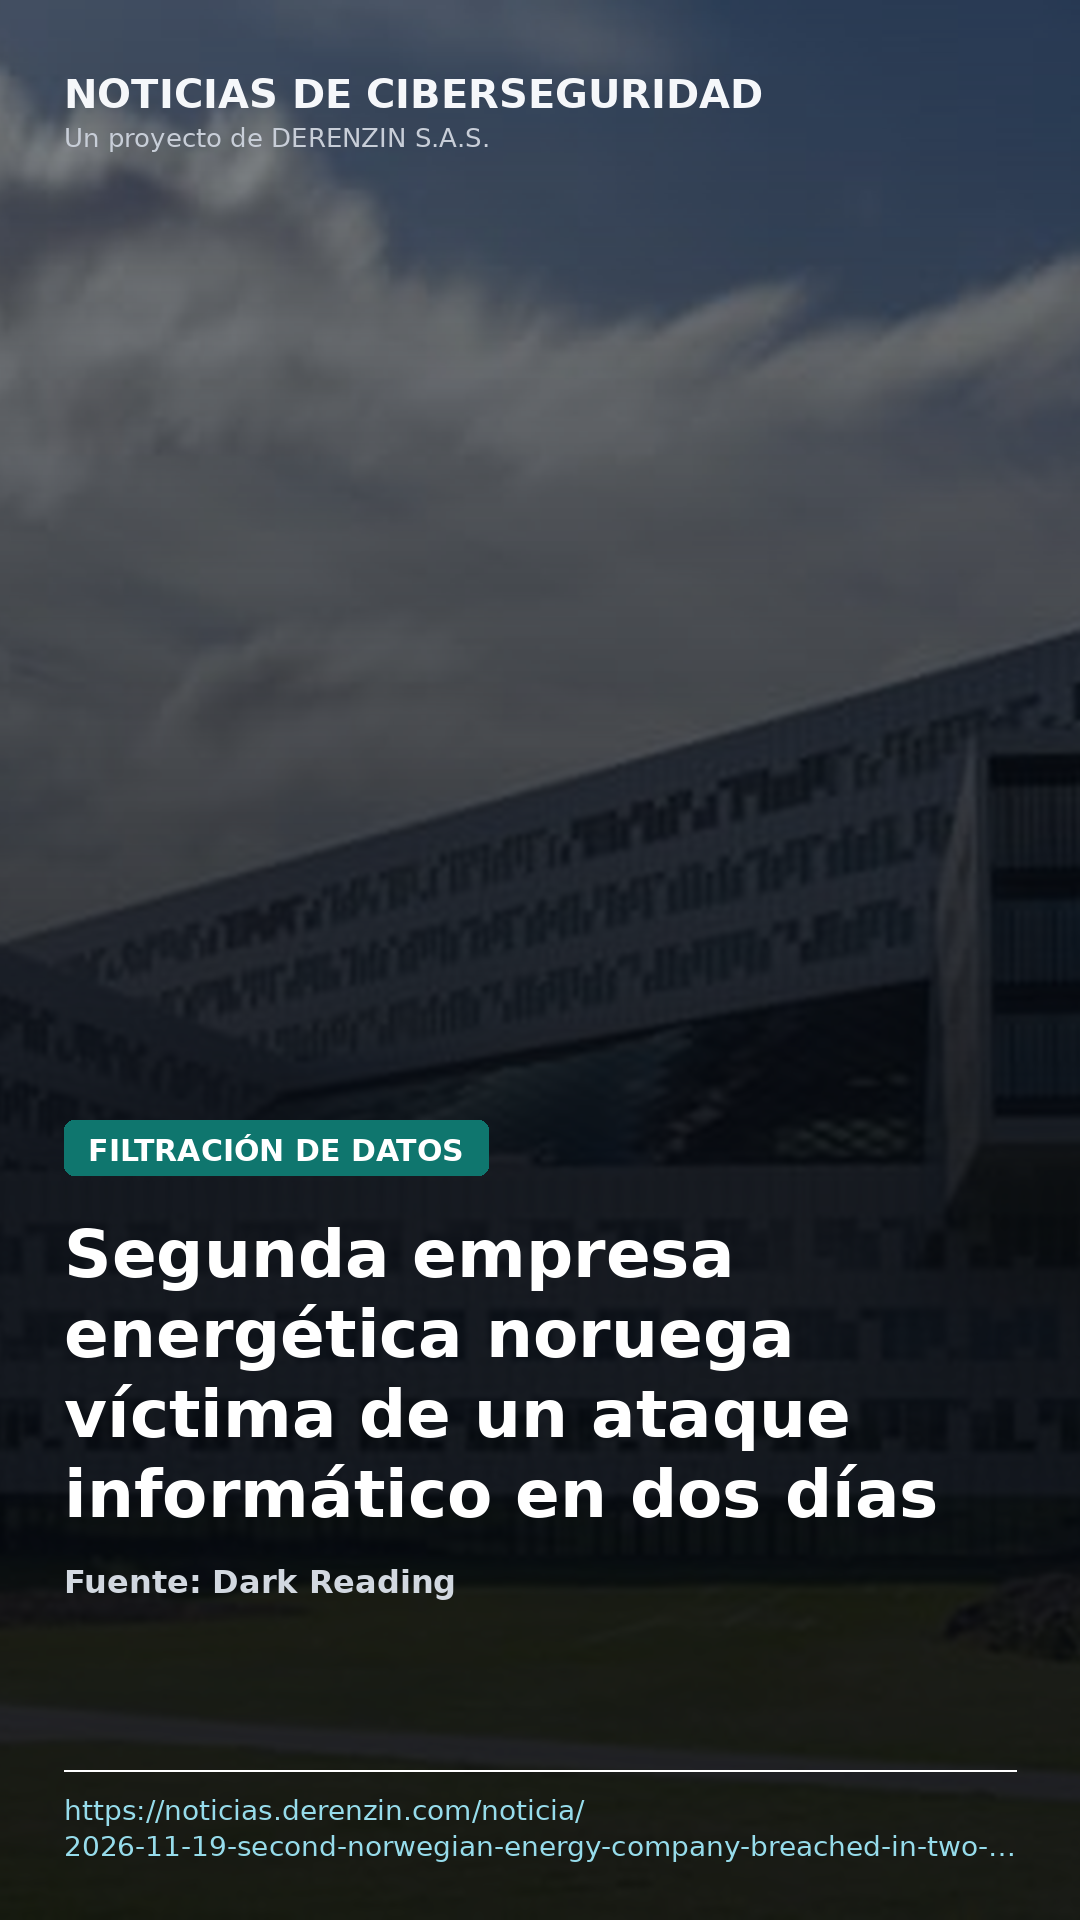 NOTICIAS DE CIBERSEGURIDAD
Un proyecto de DERENZIN S.A.S.
FILTRACIÓN DE DATOS
Segunda empresa
energética noruega
víctima de un ataque
informático en dos días
Fuente: Dark Reading
https://noticias.derenzin.com/noticia/
2026-11-19-second-norwegian-energy-company-breached-in-two-...